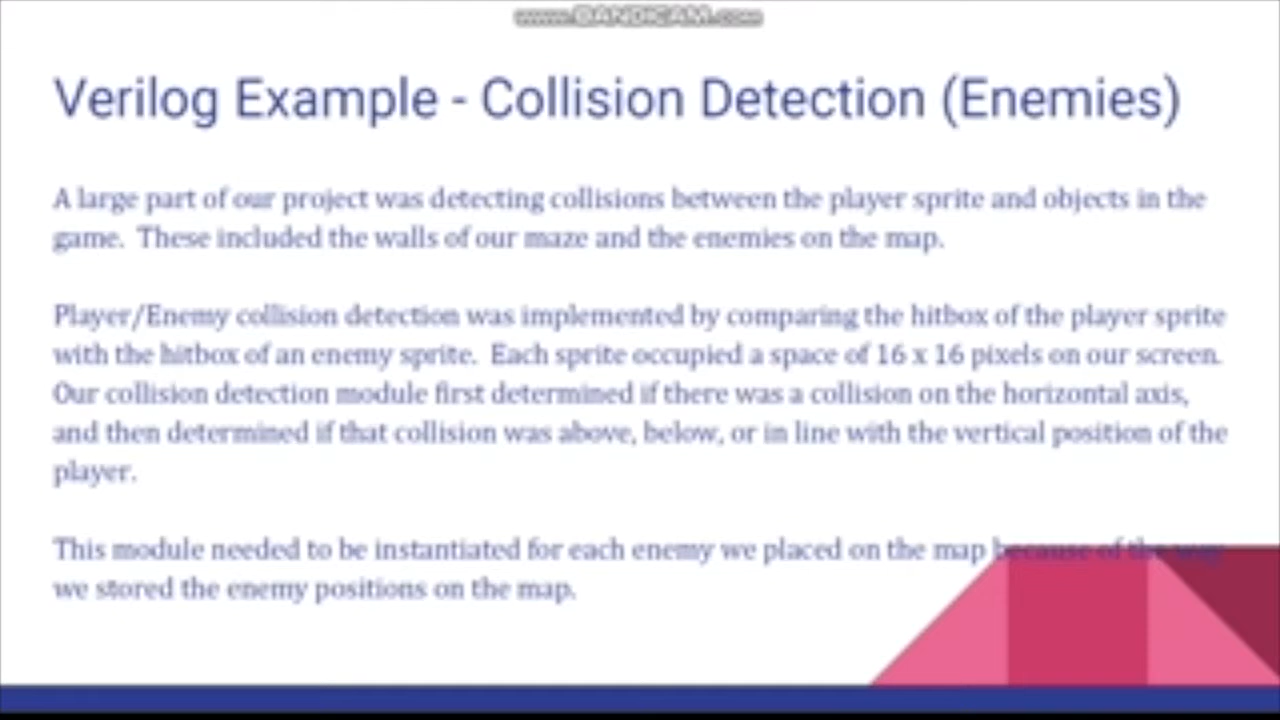 www.BANDICAM.com
Verilog Example - Collision Detection (Enemies)
A large part of our project was detecting collisions between the player sprite and objects in the
game. These included the walls of our maze and the enemies on the map.
Player/Enemy collision detection was implemented by comparing the hitbox of the player sprite
with the hitbox of an enemy sprite. Each sprite occupied a space of 16 x 16 pixels on our screen.
Our collision detection module first determined if there was a collision on the horizontal axis,
and then determined if that collision was above, below, or in line with the vertical position of the
player.
This module needed to be instantiated for each enemy we placed on the map because of the way
we stored the enemy positions on the map.